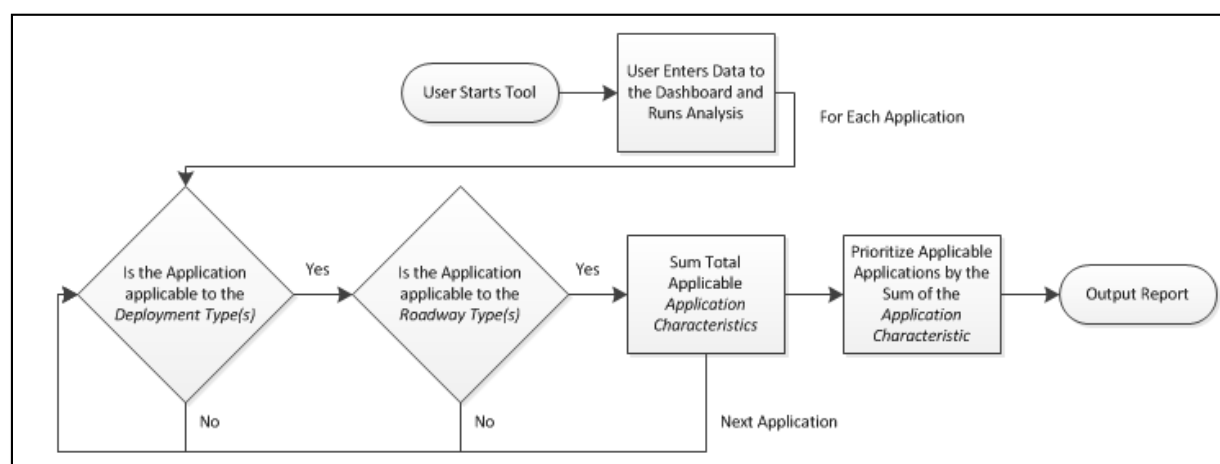 User Starts Tool
User Enters Data to
the Dashboard and
Runs Analysis
For Each Application
Is the Application
applicable to the
Deployment Type(s)
Yes
Is the Application
applicable to the
Roadway Type(s)
Yes
Sum Total
Applicable
Application
Characteristics
Prioritize Applicable
Applications by the
Sum of the
Application
Characteristic
Output Report
No
No
Next Application